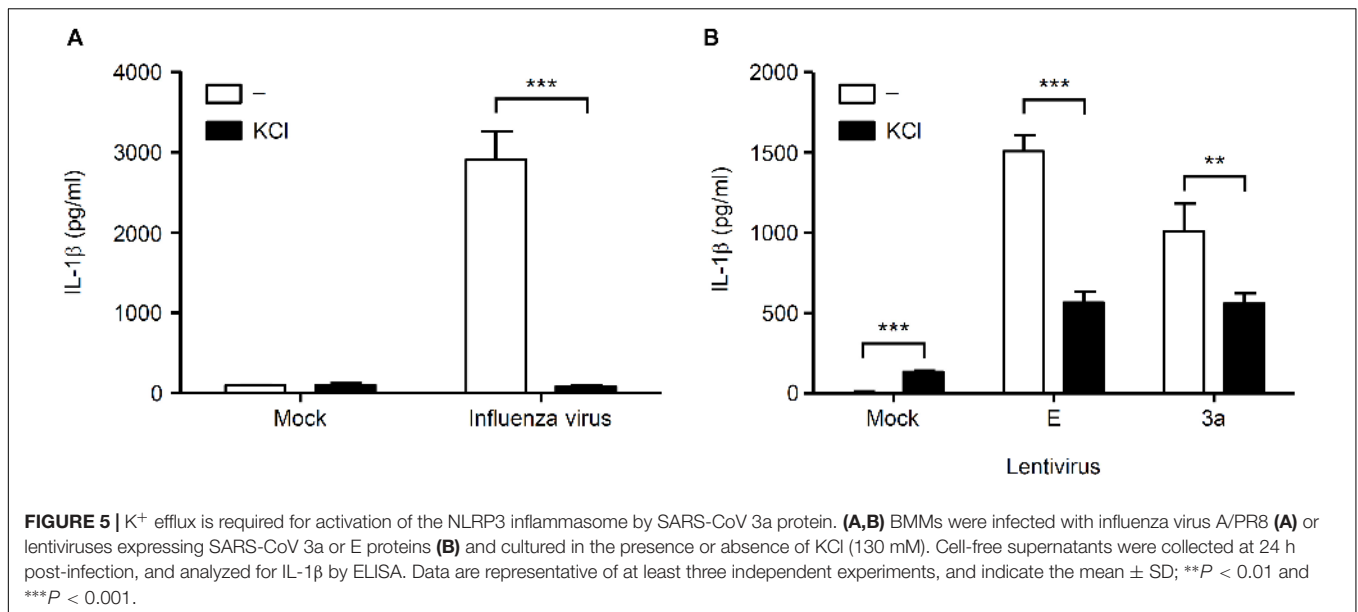 A
4000
3000
2000
1000
0
IL-1β (pg/ml)
–
KCl
***
Mock
Influenza virus
B
2000
1500
1000
500
0
IL-1β (pg/ml)
–
KCl
***
***
**
Mock
E
3a
Lentivirus
FIGURE 5 | K⁺ efflux is required for activation of the NLRP3 inflammasome by SARS-CoV 3a protein. (A,B) BMMs were infected with influenza virus A/PR8 (A) or
lentiviruses expressing SARS-CoV 3a or E proteins (B) and cultured in the presence or absence of KCl (130 mM). Cell-free supernatants were collected at 24 h
post-infection, and analyzed for IL-1β by ELISA. Data are representative of at least three independent experiments, and indicate the mean ± SD; **P < 0.01 and
***P < 0.001.